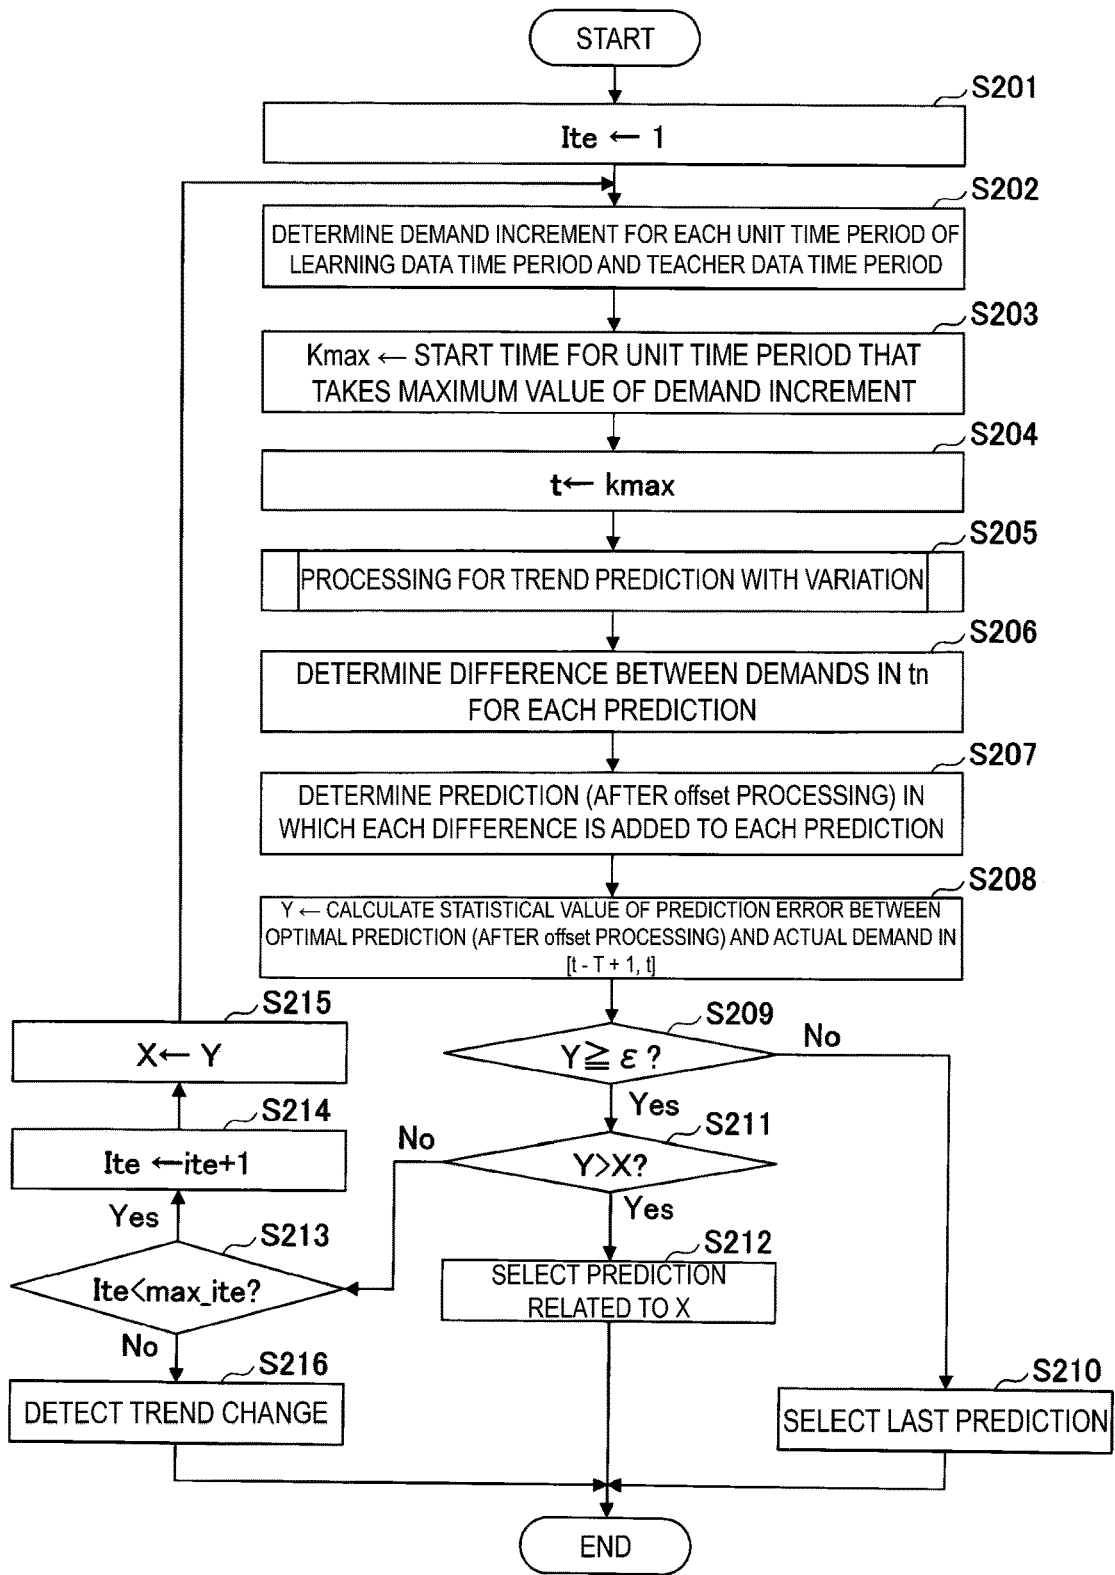 START
S201
Ite ← 1
S202
DETERMINE DEMAND INCREMENT FOR EACH UNIT TIME PERIOD OF
LEARNING DATA TIME PERIOD AND TEACHER DATA TIME PERIOD
S203
Kmax ← START TIME FOR UNIT TIME PERIOD THAT
TAKES MAXIMUM VALUE OF DEMAND INCREMENT
S204
t← kmax
S205
PROCESSING FOR TREND PREDICTION WITH VARIATION
S206
DETERMINE DIFFERENCE BETWEEN DEMANDS IN tn
FOR EACH PREDICTION
S207
DETERMINE PREDICTION (AFTER offset PROCESSING) IN
WHICH EACH DIFFERENCE IS ADDED TO EACH PREDICTION
S208
Y ← CALCULATE STATISTICAL VALUE OF PREDICTION ERROR BETWEEN
OPTIMAL PREDICTION (AFTER offset PROCESSING) AND ACTUAL DEMAND IN
[t - T + 1, t]
S209
Y≧ ε ?
No
Yes
S211
Y>X?
No
Yes
S212
SELECT PREDICTION
RELATED TO X
S215
X← Y
S214
Ite ←ite+1
Yes
S213
Ite<max_ite?
No
S216
DETECT TREND CHANGE
S210
SELECT LAST PREDICTION
END